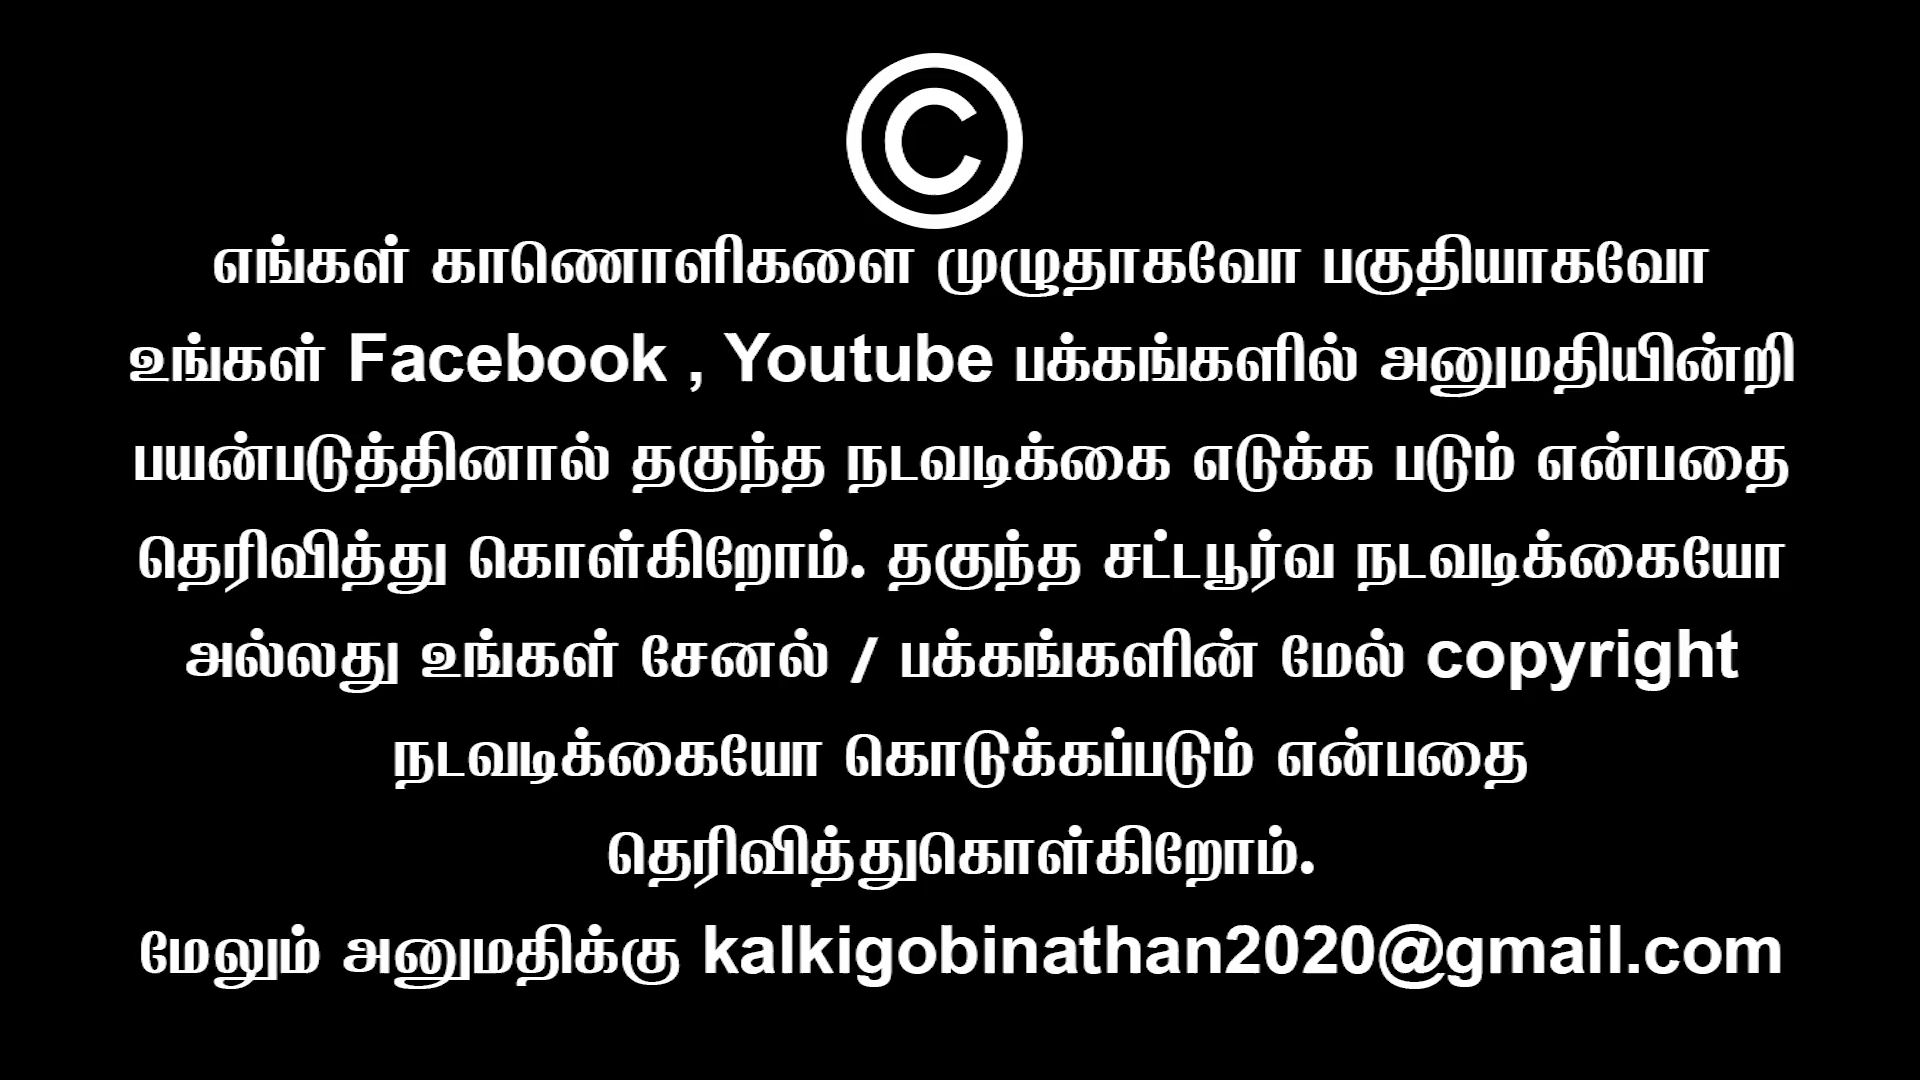 ©
எங்கள் காணொளிகளை முழுதாகவோ பகுதியாகவோ
உங்கள் Facebook , Youtube பக்கங்களில் அனுமதியின்றி
பயன்படுத்தினால் தகுந்த நடவடிக்கை எடுக்க படும் என்பதை
தெரிவித்து கொள்கிறோம். தகுந்த சட்டபூர்வ நடவடிக்கையோ
அல்லது உங்கள் சேனல் / பக்கங்களின் மேல் copyright
நடவடிக்கையோ கொடுக்கப்படும் என்பதை
தெரிவித்துகொள்கிறோம்.
மேலும் அனுமதிக்கு kalkigobinathan2020@gmail.com